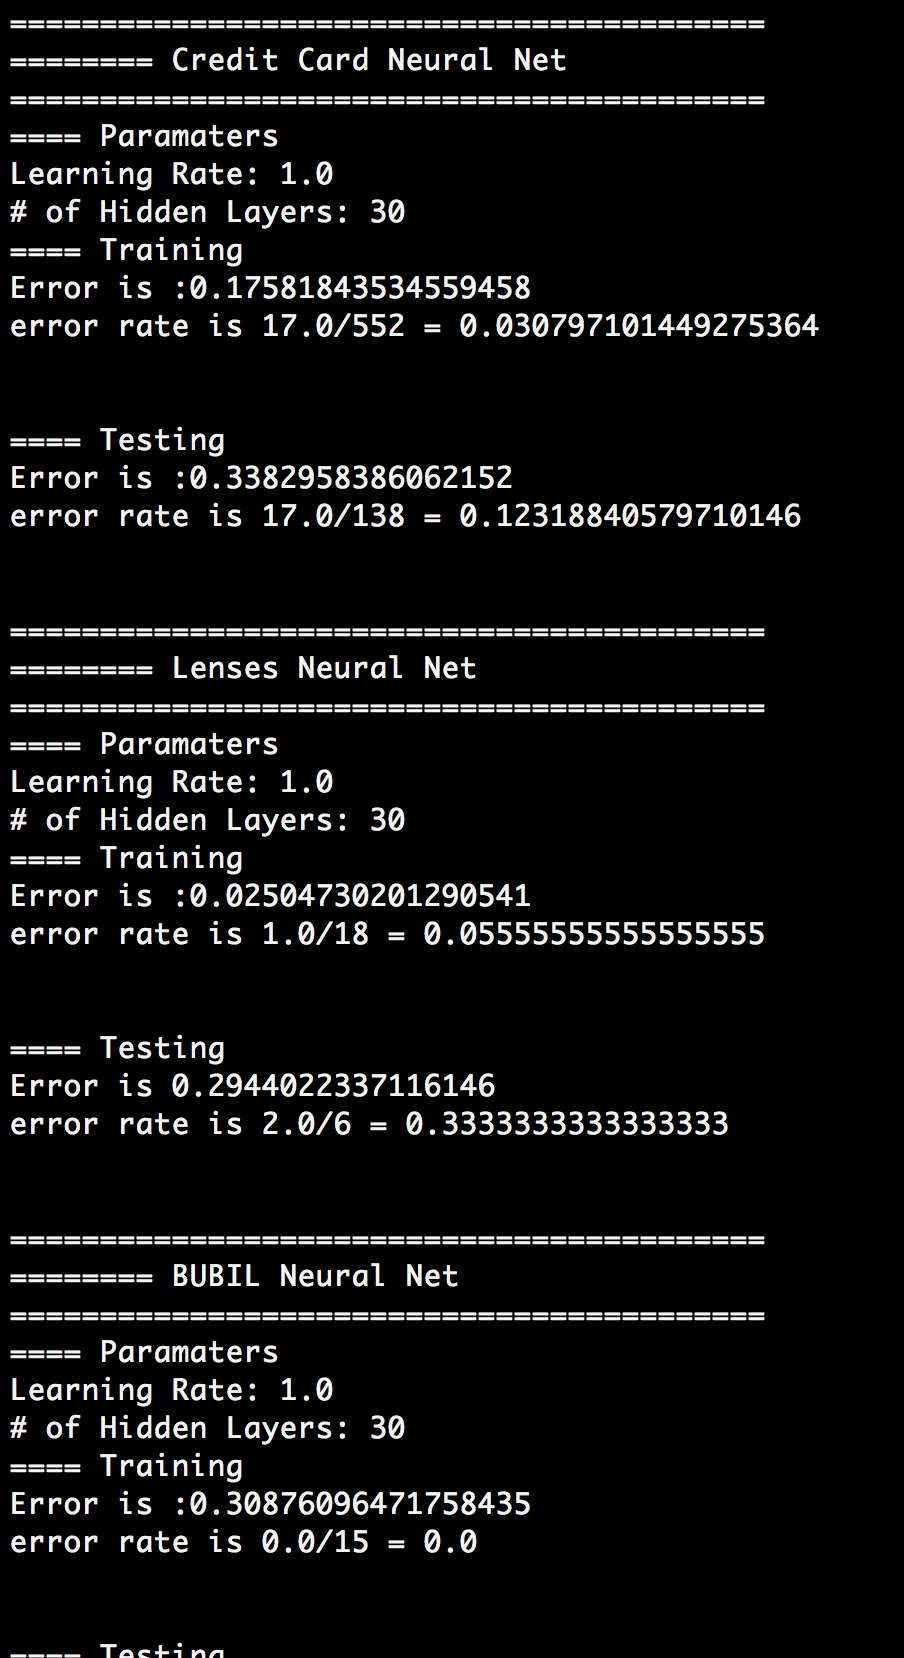 ==========================================
======== Credit Card Neural Net
==========================================
==== Paramaters
Learning Rate: 1.0
# of Hidden Layers: 30
==== Training
Error is :0.17581843534559458
error rate is 17.0/552 = 0.030797101449275364
==== Testing
Error is :0.3382958386062152
error rate is 17.0/138 = 0.12318840579710146
==========================================
======== Lenses Neural Net
==========================================
==== Paramaters
Learning Rate: 1.0
# of Hidden Layers: 30
==== Training
Error is :0.02504730201290541
error rate is 1.0/18 = 0.05555555555555555
==== Testing
Error is 0.2944022337116146
error rate is 2.0/6 = 0.3333333333333333
==========================================
======== BUBIL Neural Net
==========================================
==== Paramaters
Learning Rate: 1.0
# of Hidden Layers: 30
==== Training
Error is :0.30876096471758435
error rate is 0.0/15 = 0.0
==== Testing